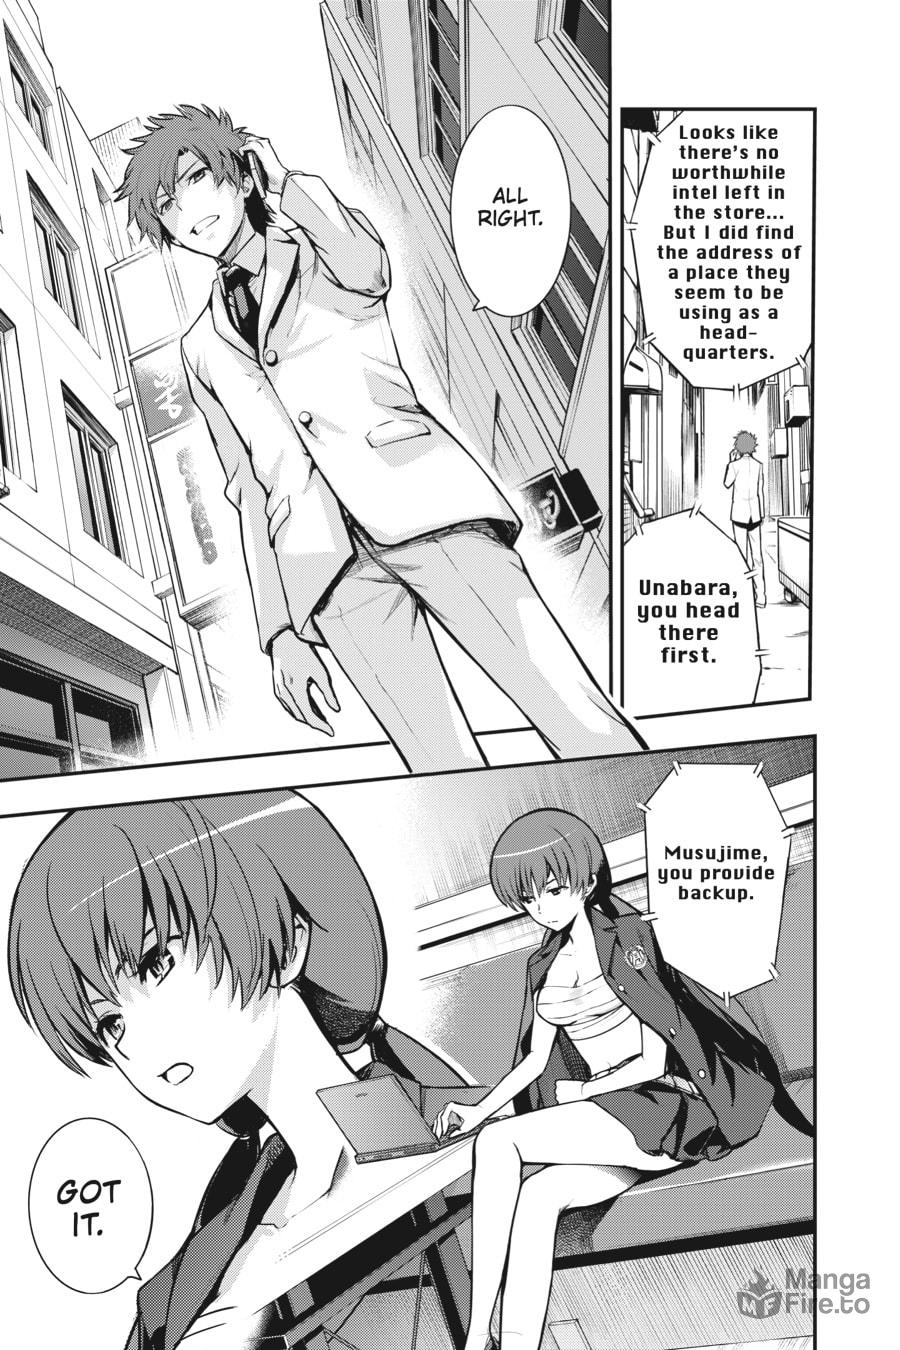 Looks like
there's no
worthwhile
intel left in
the store...
But I did find
the address of
a place they
seem to be
using as a
head-
quarters.
Unabara,
you head
there
first.
ALL
RIGHT.
Musujime,
you provide
backup.
GOT
IT.
Manga
Fire.to
MF